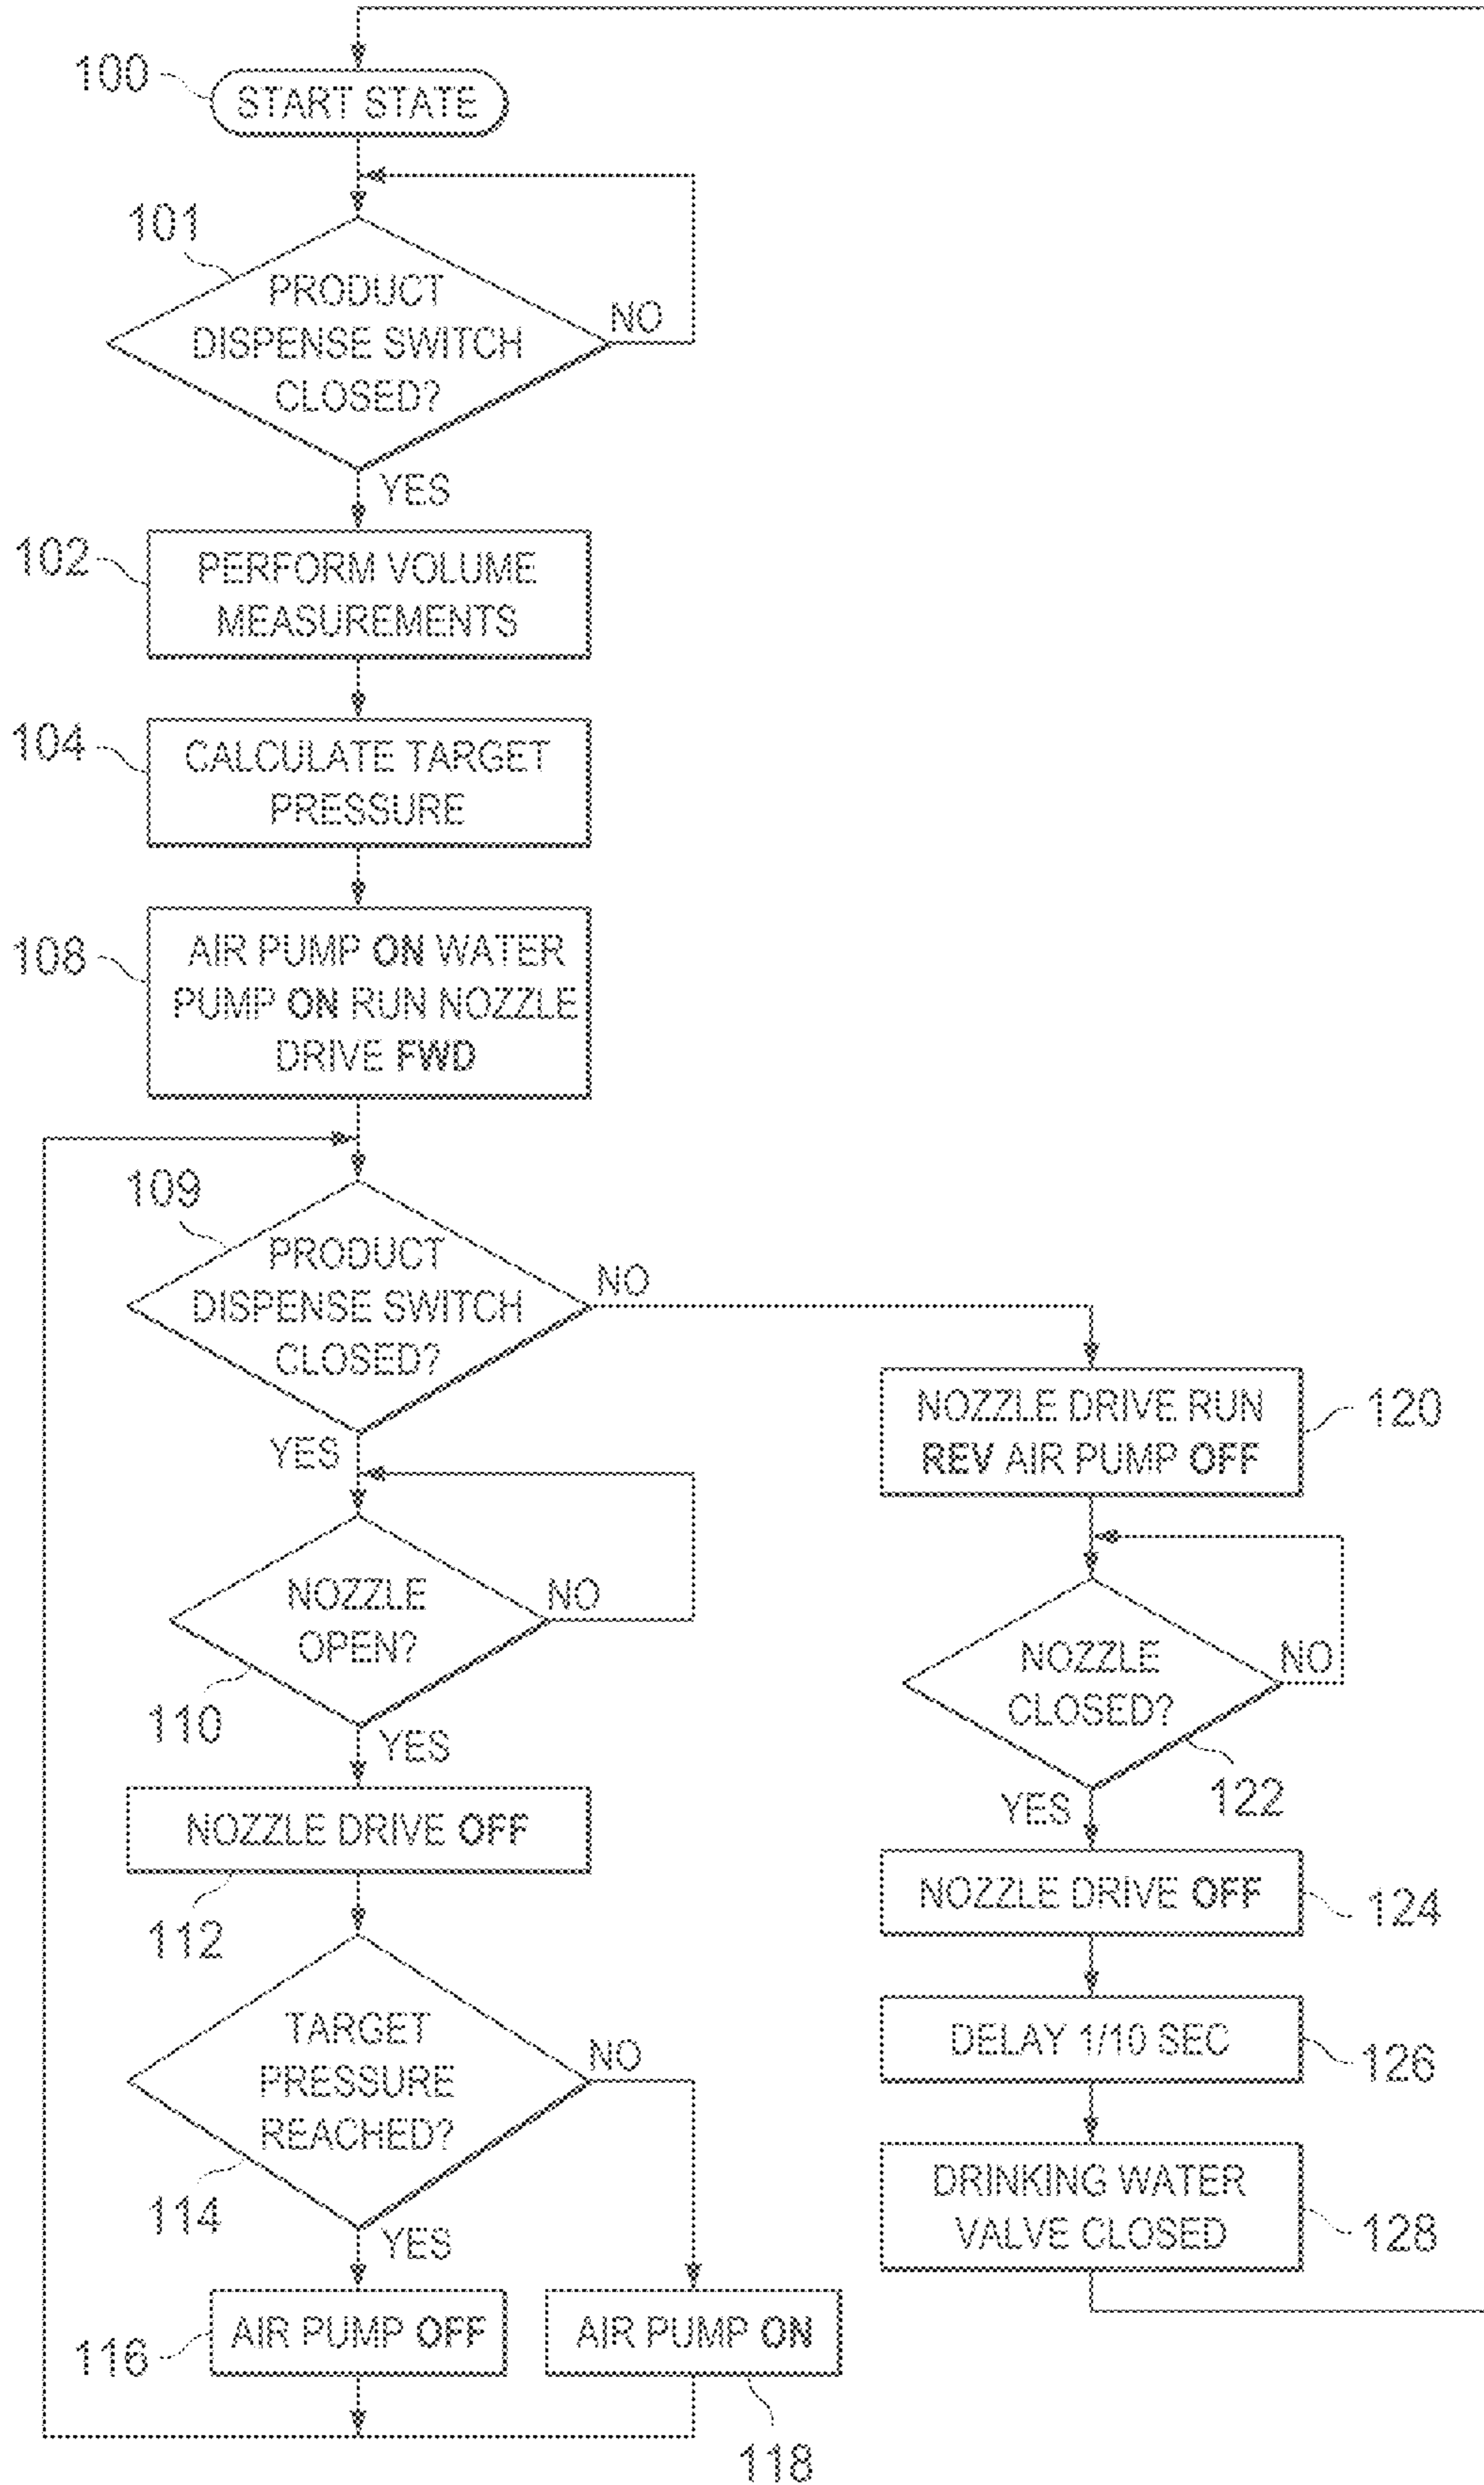 100
START STATE
101
PRODUCT
DISPENSE SWITCH
CLOSED?
NO
YES
102
PERFORM VOLUME
MEASUREMENTS
104
CALCULATE TARGET
PRESSURE
108
AIR PUMP ON WATER
PUMP ON RUN NOZZLE
DRIVE FWD
109
PRODUCT
DISPENSE SWITCH
CLOSED?
NO
YES
NOZZLE
OPEN?
NO
110
YES
NOZZLE DRIVE OFF
112
TARGET
PRESSURE
REACHED?
NO
114
YES
AIR PUMP OFF
116
AIR PUMP ON
118
NOZZLE DRIVE RUN
REV AIR PUMP OFF
120
NOZZLE
CLOSED?
NO
122
YES
NOZZLE DRIVE OFF
124
DELAY 1/10 SEC
126
DRINKING WATER
VALVE CLOSED
128